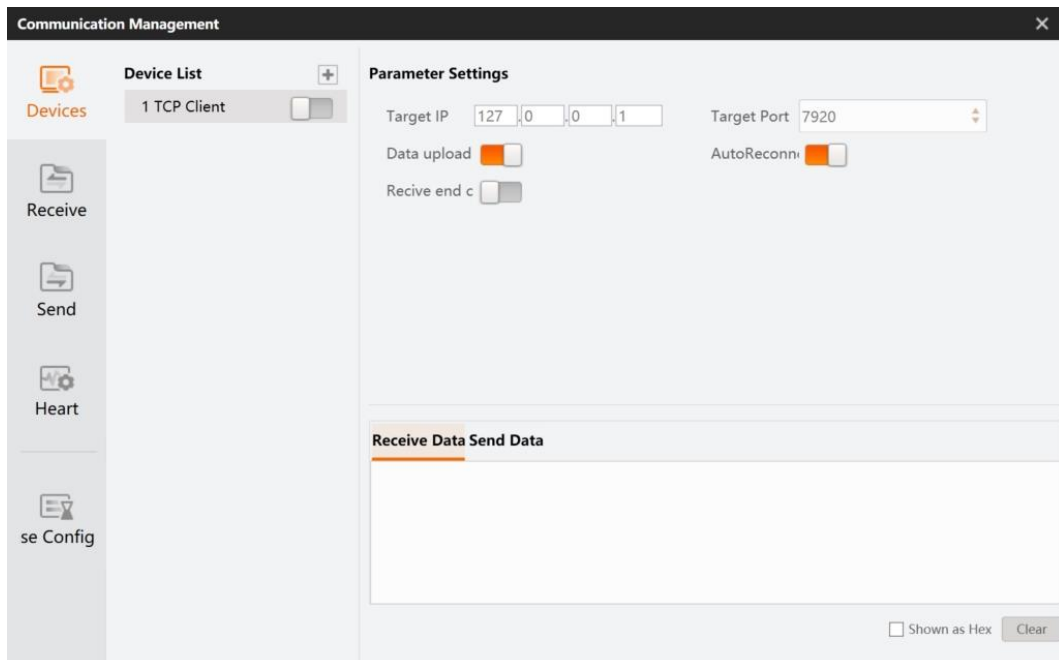 Communication Management
Devices
Receive
Send
Heart
se Config
Device List
1 TCP Client
Parameter Settings
Target IP 127 .0 .0 .1 Target Port 7920
Data upload AutoReconn
Recive end c
Receive Data Send Data
Shown as Hex Clear